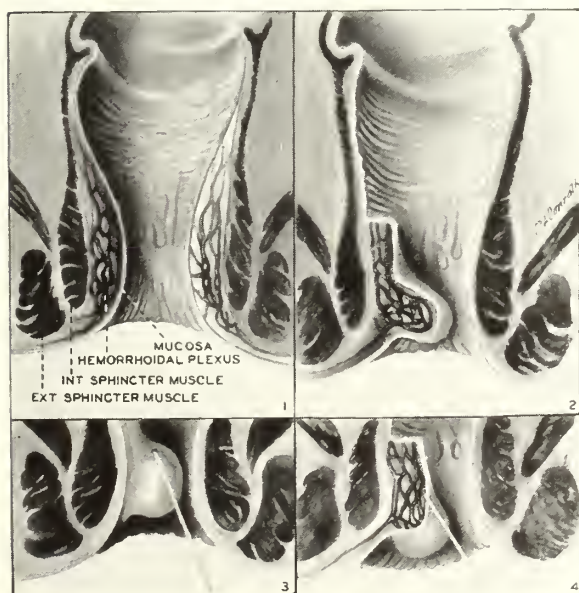 MUCOSA
HEMORRHOIDAL PLEXUS
INT SPHINCTER MUSCLE
EXT SPHINCTER MUSCLE
1
2
3
4